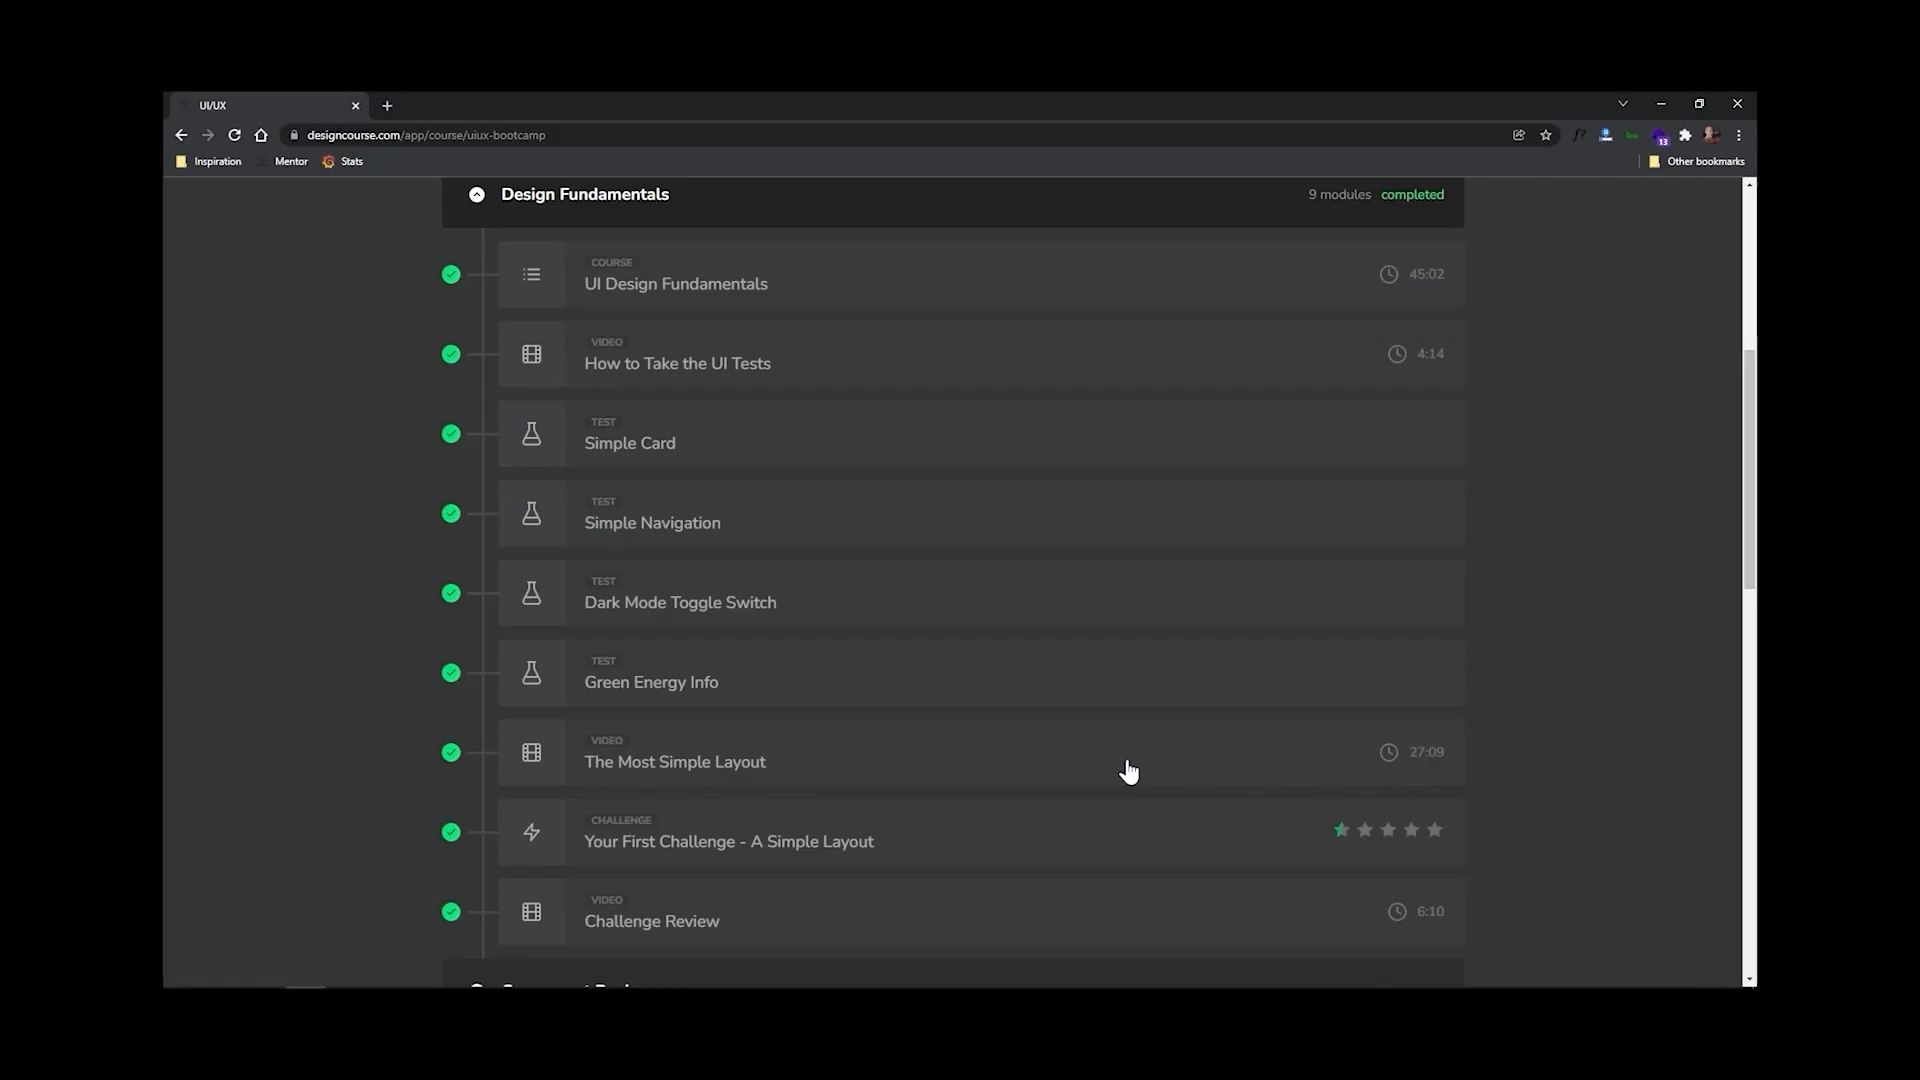 UI/UX
designcourse.com/app/course/uiux-bootcamp
13
Inspiration
Mentor
Stats
Other bookmarks
Design Fundamentals
9 modules completed
COURSE
UI Design Fundamentals
45:02
VIDEO
How to Take the UI Tests
4:14
TEST
Simple Card
TEST
Simple Navigation
TEST
Dark Mode Toggle Switch
TEST
Green Energy Info
VIDEO
The Most Simple Layout
27:09
CHALLENGE
Your First Challenge - A Simple Layout
VIDEO
Challenge Review
6:10